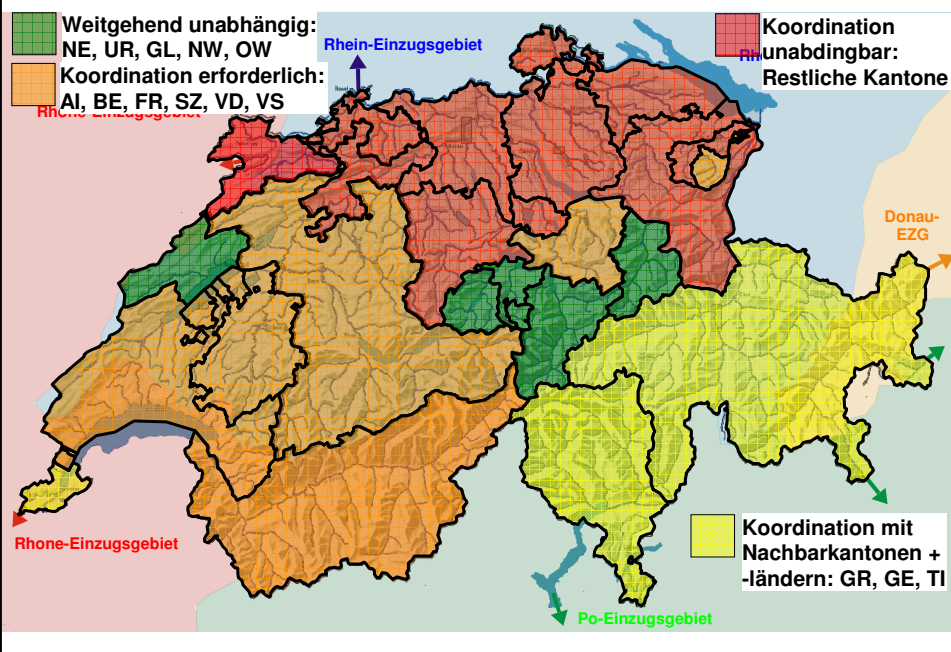 Weitgehend unabhängig:
NE, UR, GL, NW, OW
Koordination erforderlich:
AI, BE, FR, SZ, VD, VS
Rhone-Einzugsgebiet
Rhein-Einzugsgebiet
Koordination
unabdingbar:
Restliche Kantone
Rh
Donau-
EZG
Rhone-Einzugsgebiet
Koordination mit
Nachbarkantonen +
-ländern: GR, GE, TI
Po-Einzugsgebiet